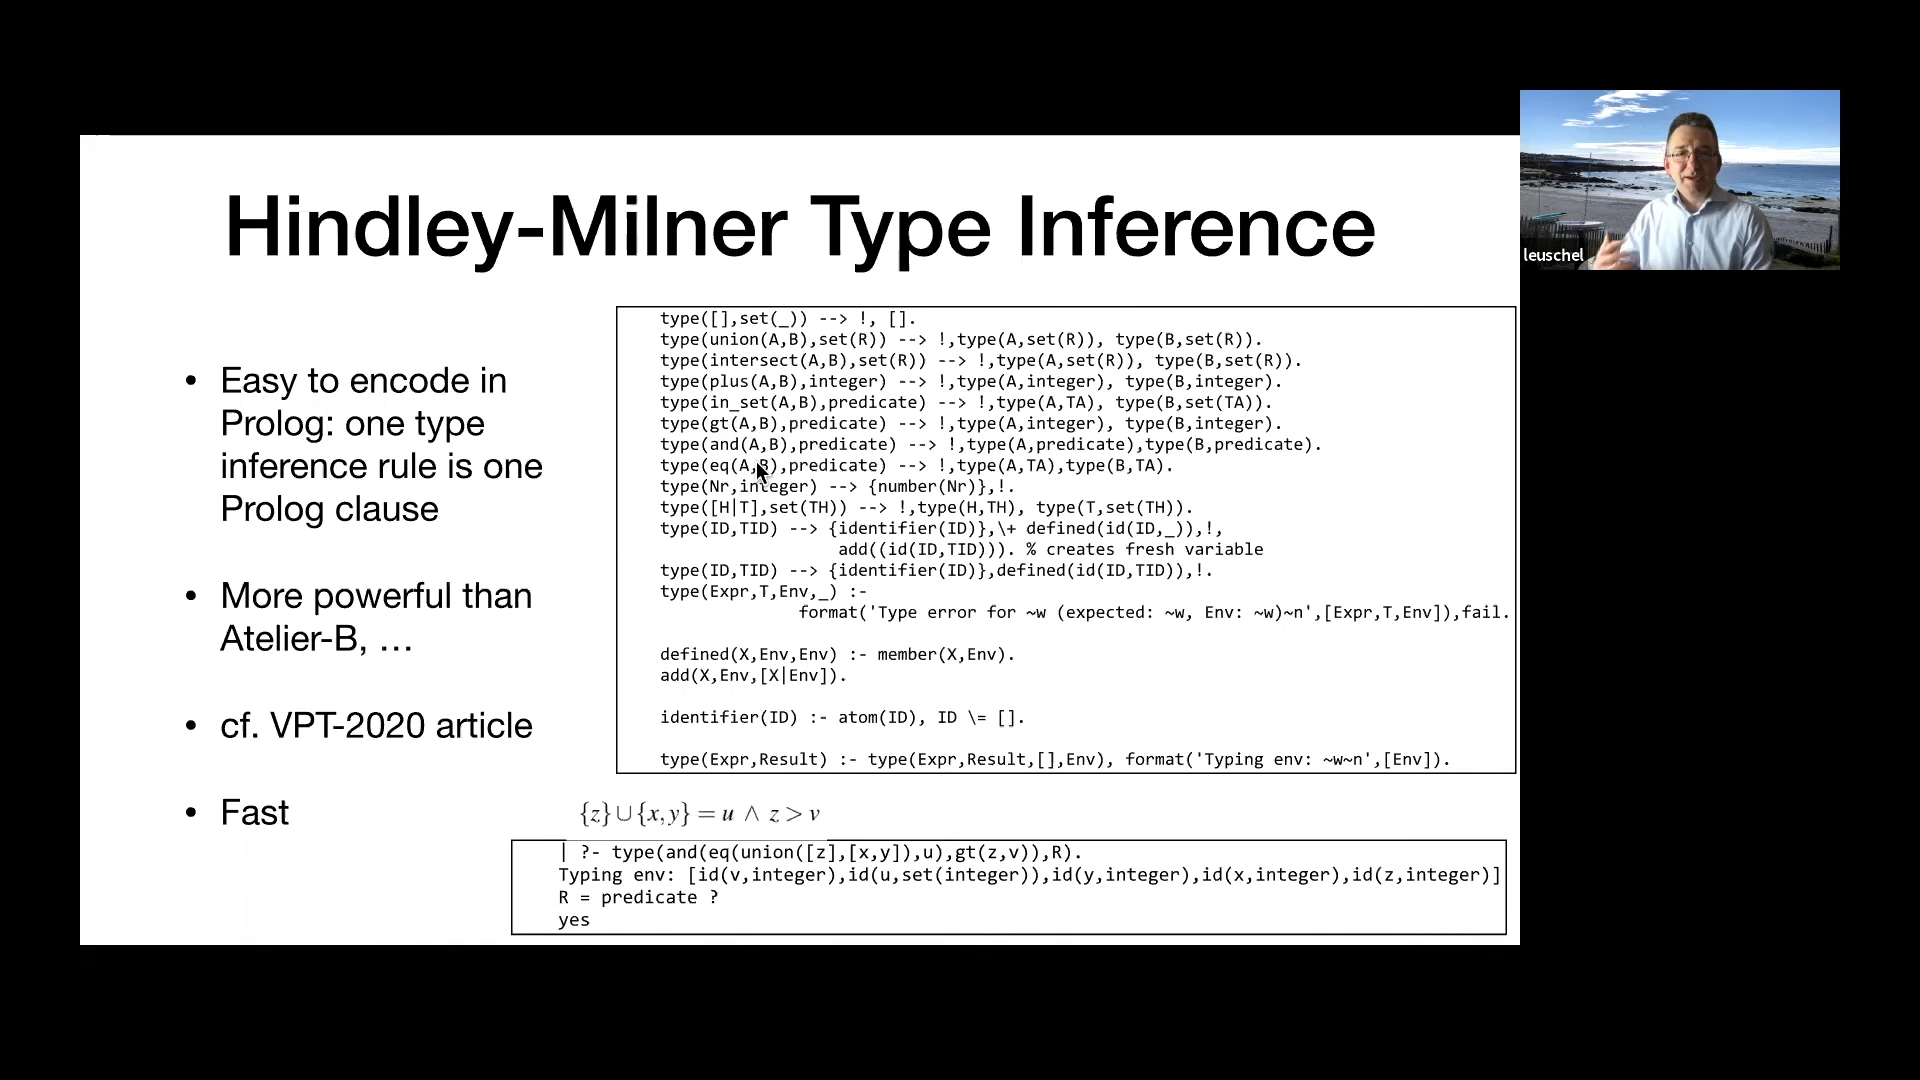 Hindley-Milner Type Inference
leuschel
• Easy to encode in
Prolog: one type
inference rule is one
Prolog clause
• More powerful than
Atelier-B, …
• cf. VPT-2020 article
• Fast
type([],set(_)) --> !, [].
type(union(A,B),set(R)) --> !,type(A,set(R)), type(B,set(R)).
type(intersect(A,B),set(R)) --> !,type(A,set(R)), type(B,set(R)).
type(plus(A,B),integer) --> !,type(A,integer), type(B,integer).
type(in_set(A,B),predicate) --> !,type(A,TA), type(B,set(TA)).
type(gt(A,B),predicate) --> !,type(A,integer), type(B,integer).
type(and(A,B),predicate) --> !,type(A,predicate),type(B,predicate).
type(eq(A,B),predicate) --> !,type(A,TA),type(B,TA).
type(Nr,integer) --> {number(Nr)},!.
type([H|T],set(TH)) --> !,type(H,TH), type(T,set(TH)).
type(ID,TID) --> {identifier(ID)},\+ defined(id(ID,_)),!,
add((id(ID,TID))). % creates fresh variable
type(ID,TID) --> {identifier(ID)},defined(id(ID,TID)),!.
type(Expr,T,Env,_) :-
format('Type error for ~w (expected: ~w, Env: ~w)~n',[Expr,T,Env]),fail.
defined(X,Env,Env) :- member(X,Env).
add(X,Env,[X|Env]).
identifier(ID) :- atom(ID), ID \= [].
type(Expr,Result) :- type(Expr,Result,[],Env), format('Typing env: ~w~n',[Env]).
{z} ∪ {x, y} = u ∧ z > v
| ?- type(and(eq(union([z],[x,y]),u),gt(z,v)),R).
Typing env: [id(v,integer),id(u,set(integer)),id(y,integer),id(x,integer),id(z,integer)]
R = predicate ?
yes